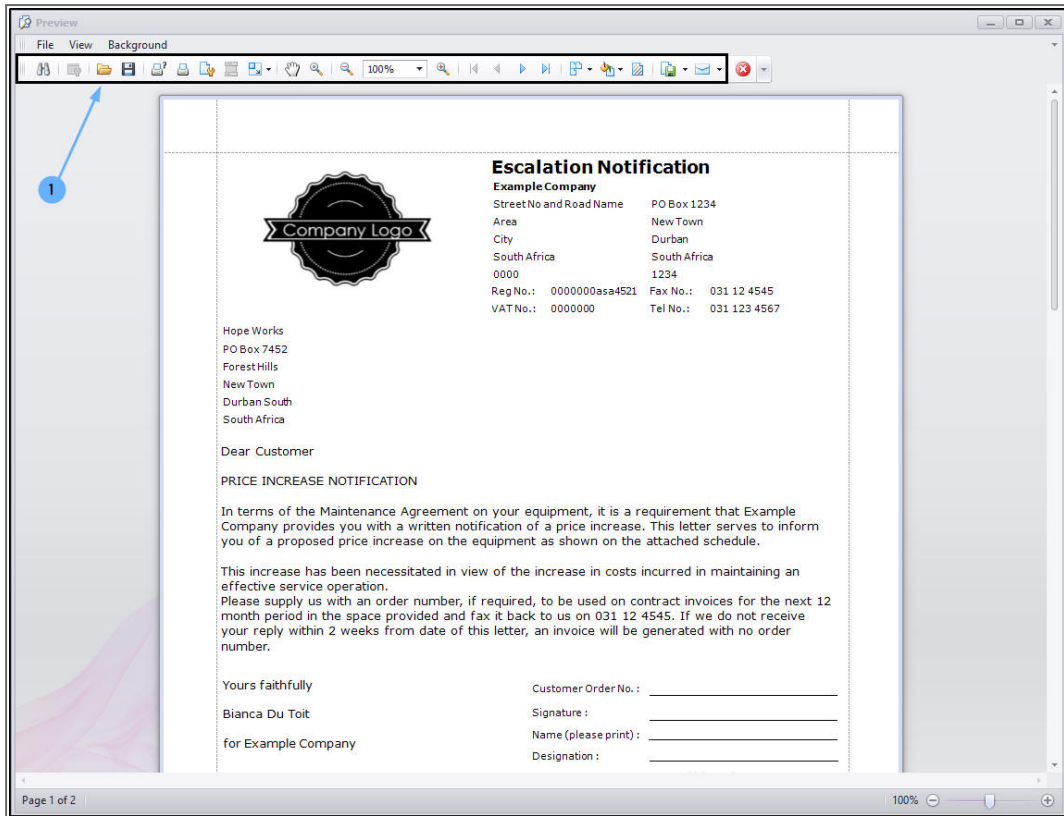 Preview
File View Background
100%
1
Escalation Notification
Example Company
Street No and Road Name PO Box 1234
Area New Town
City Durban
South Africa South Africa
0000 1234
Reg No.: 0000000asa4521 Fax No.: 031 12 4545
VAT No.: 0000000 Tel No.: 031 123 4567
Company Logo
Hope Works
PO Box 7452
Forest Hills
New Town
Durban South
South Africa
Dear Customer
PRICE INCREASE NOTIFICATION
In terms of the Maintenance Agreement on your equipment, it is a requirement that Example
Company provides you with a written notification of a price increase. This letter serves to inform
you of a proposed price increase on the equipment as shown on the attached schedule.
This increase has been necessitated in view of the increase in costs incurred in maintaining an
effective service operation.
Please supply us with an order number, if required, to be used on contract invoices for the next 12
month period in the space provided and fax it back to us on 031 12 4545. If we do not receive
your reply within 2 weeks from date of this letter, an invoice will be generated with no order
number.
Yours faithfully Customer Order No. :
Bianca Du Toit Signature :
Name (please print) :
for Example Company
Designation :
Page 1 of 2 100%